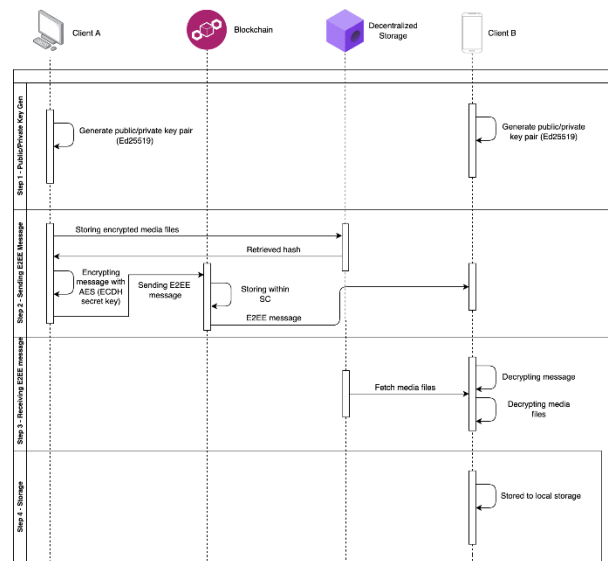 Client A
Blockchain
Decentralized
Storage
Client B
Step 1 - Public/Private Key Gen
Generate public/private key pair
(Ed25519)
Generate public/private
key pair (Ed25519)
Step 2 - Sending E2EE Message
Storing encrypted media files
Retrieved hash
Encrypting
message with
AES (ECDH
secret key)
Sending E2EE
message
Storing within
SC
E2EE message
Step 3 - Receiving E2EE message
Fetch media files
Decrypting message
Decrypting media
files
Step 4 - Storage
Stored to local storage